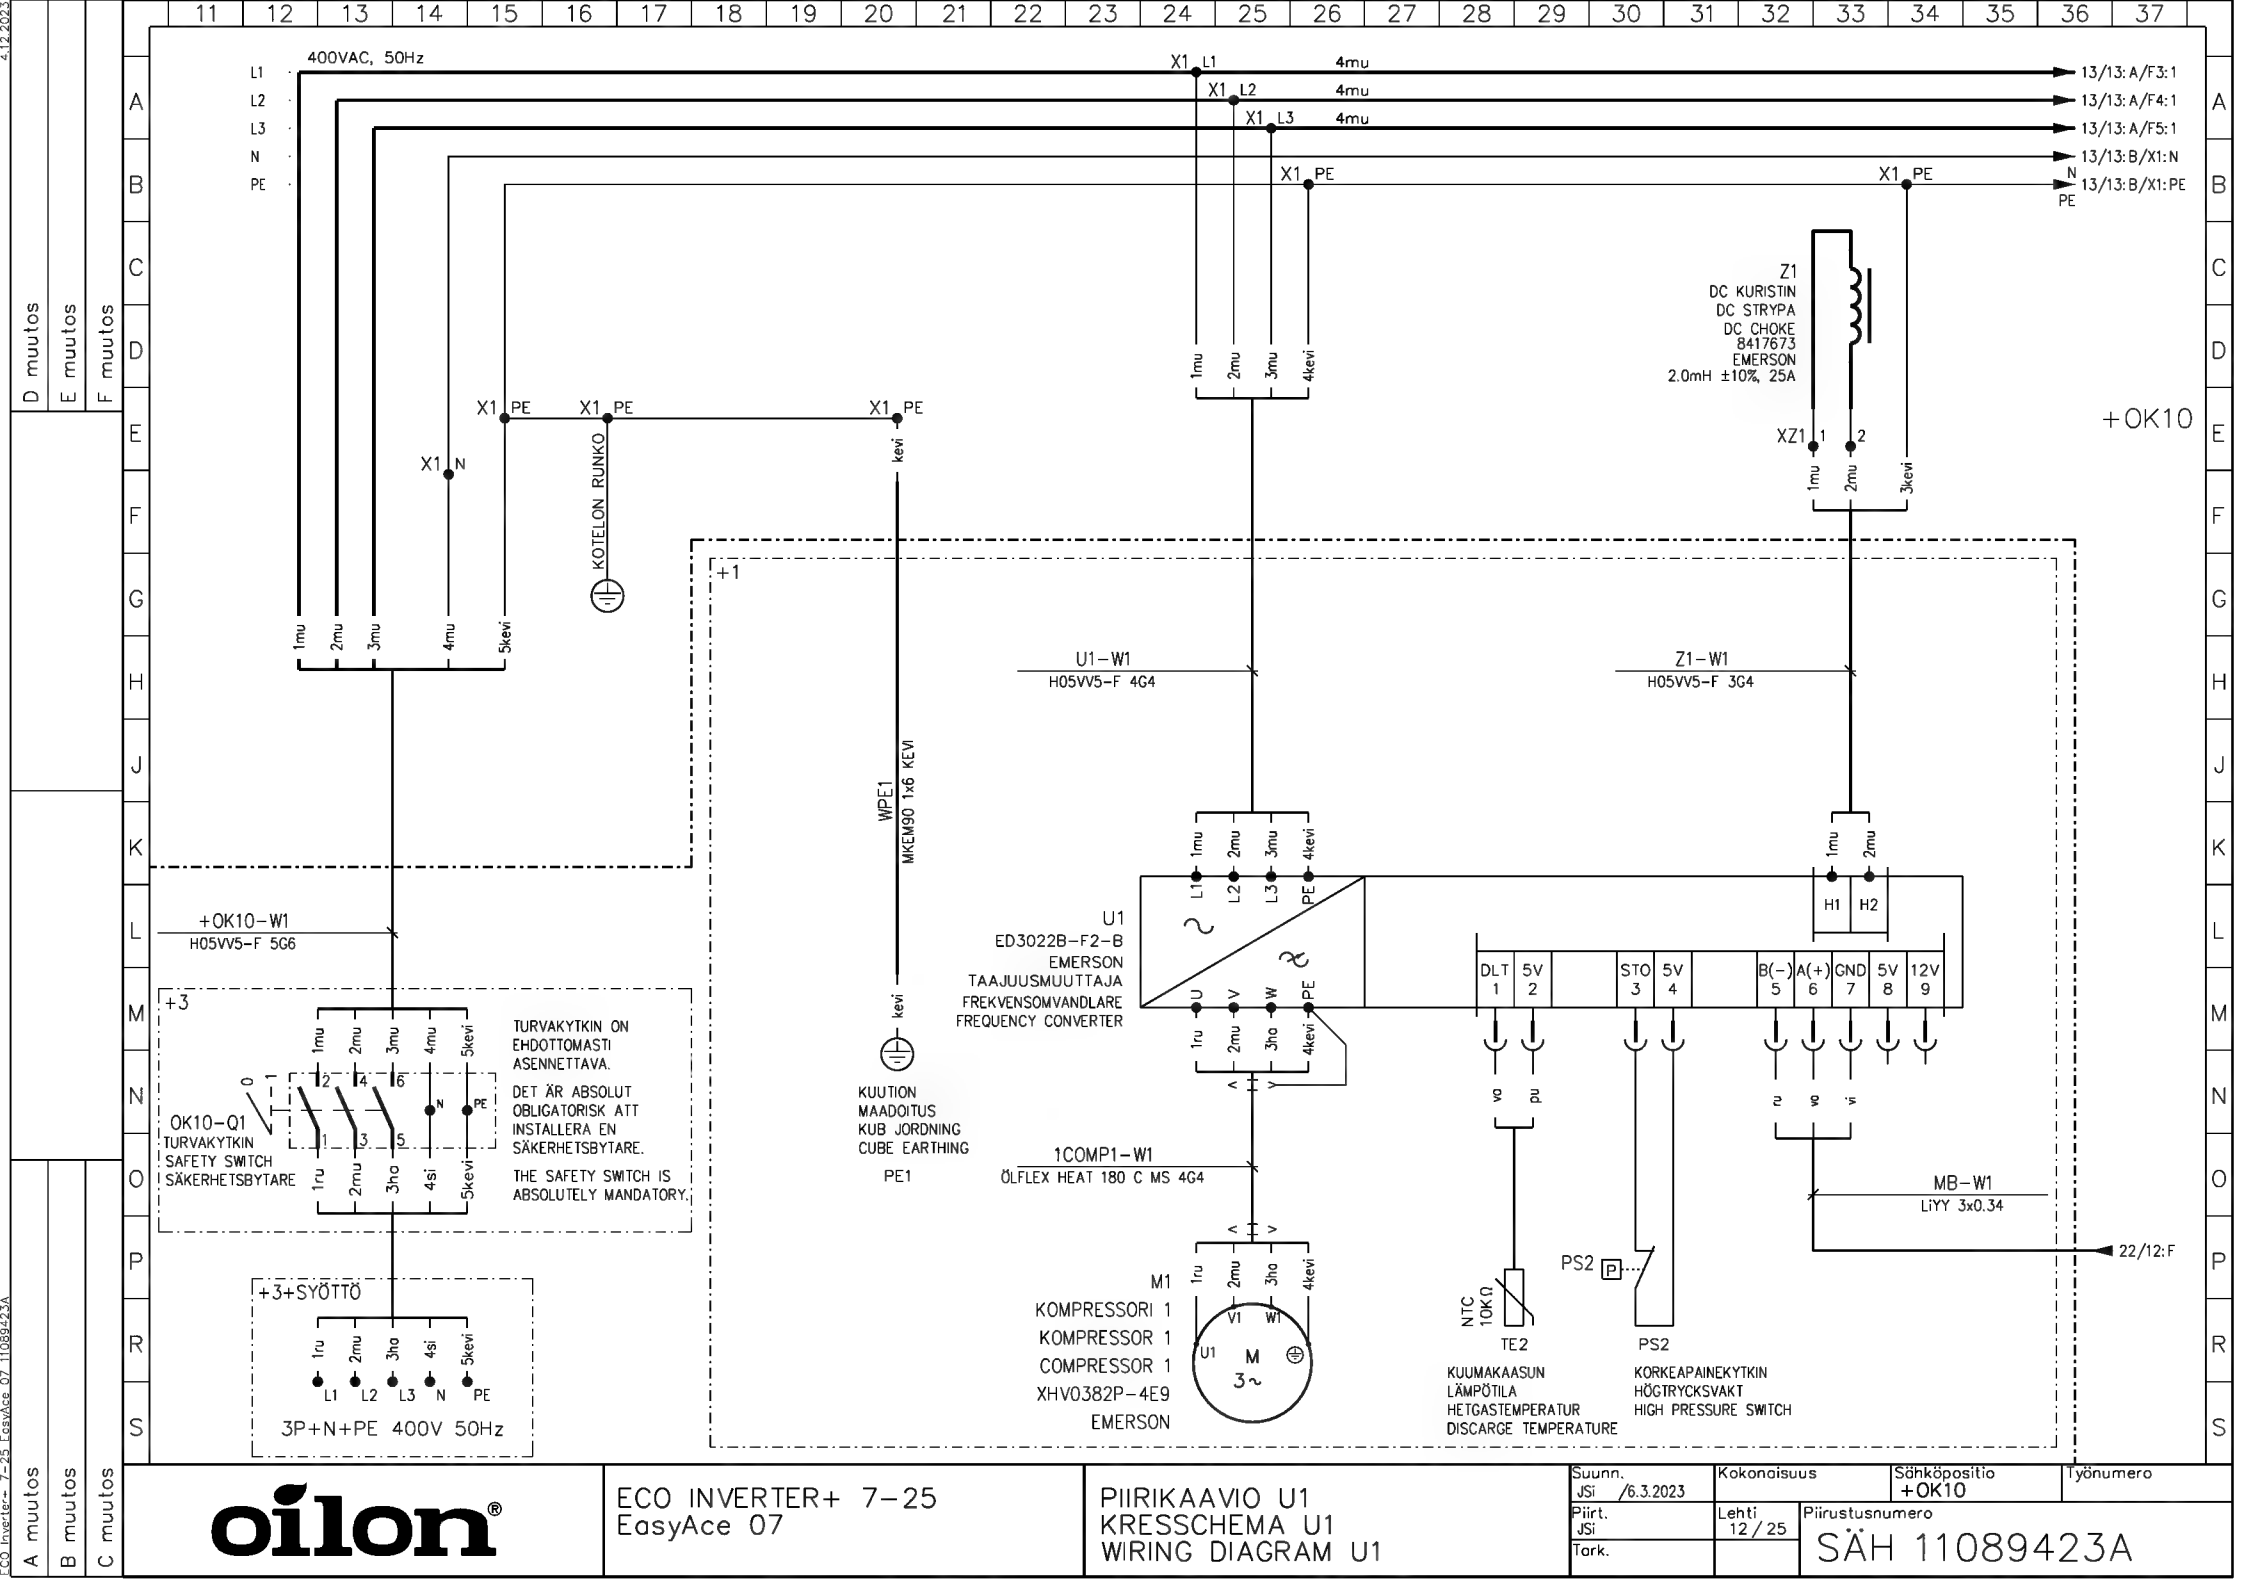 11 12 13 14 15 16 17 18 19 20 21 22 23 24 25 26 27 28 29 30 31 32 33 34 35 36 37
4.12.2023
D muutos
E muutos
F muutos
A muutos
B muutos
C muutos
ECO Inverter+ 7-25 EasyAce 07 11089423A
A
B
C
D
E
F
G
H
J
K
L
M
N
O
P
R
S
A
B
C
D
E
F
G
H
J
K
L
M
N
O
P
R
S
400VAC, 50Hz
L1
L2
L3
N
PE
X1 L1
X1 L2
X1 L3
X1 PE
X1 PE
4mu
4mu
4mu
13/13:A/F3:1
13/13:A/F4:1
13/13:A/F5:1
13/13:B/X1:N
N
13/13:B/X1:PE
PE
Z1
DC KURISTIN
DC STRYPA
DC CHOKE
8417673
EMERSON
2.0mH ±10%, 25A
+OK10
XZ1 1 2
1mu 2mu 3kevi
1mu 2mu 3mu 4kevi
X1 PE
X1 PE
X1 PE
X1 N
KOTELON RUNKO
kevi
+1
1mu 2mu 3mu 4mu 5kevi
U1-W1
H05VV5-F 4G4
Z1-W1
H05VV5-F 3G4
WPE1
MKEM90 1x6 KEVI
1mu 2mu 3mu 4kevi
1mu 2mu
L1 L2 L3 PE
H1 H2
+OK10-W1
H05VV5-F 5G6
U1
ED3022B-F2-B
EMERSON
TAAJUUSMUUTTAJA
FREKVENSOMVANDLARE
FREQUENCY CONVERTER
U V W PE
DLT 5V STO 5V B(-) A(+) GND 5V 12V
1 2 3 4 5 6 7 8 9
+3
1mu 2mu 3mu 4mu 5kevi
0 1
2 4 6
N PE
1 3 5
OK10-Q1
TURVAKYTKIN
SAFETY SWITCH
SÄKERHETSBYTARE
1ru 2mu 3ha 4si 5kevi
TURVAKYTKIN ON
EHDOTTOMASTI
ASENNETTAVA.
DET ÄR ABSOLUT
OBLIGATORISK ATT
INSTALLERA EN
SÄKERHETSBYTARE.
THE SAFETY SWITCH IS
ABSOLUTELY MANDATORY.
kevi
KUUTION
MAADOITUS
KUB JORDNING
CUBE EARTHING
PE1
1ru 2mu 3ha 4kevi
< >
1COMP1-W1
ÖLFLEX HEAT 180 C MS 4G4
< >
1ru 2mu 3ha 4kevi
va pu
va vi
MB-W1
LiYY 3x0.34
22/12:F
+3+SYÖTTÖ
1ru 2mu 3ha 4si 5kevi
L1 L2 L3 N PE
3P+N+PE 400V 50Hz
M1
KOMPRESSORI 1
KOMPRESSOR 1
COMPRESSOR 1
XHV0382P-4E9
EMERSON
V1 W1
U1 M
3~
NTC
10KΩ
TE2
KUUMAKAASUN
LÄMPÖTILA
HETGASTEMPERATUR
DISCARGE TEMPERATURE
PS2 P
PS2
KORKEAPAINEKYTKIN
HÖGTRYCKSVAKT
HIGH PRESSURE SWITCH
oilon®
ECO INVERTER+ 7-25
EasyAce 07
PIIRIKAAVIO U1
KRESSCHEMA U1
WIRING DIAGRAM U1
Suunn.
JSi /6.3.2023
Piirt.
JSi
Tark.
Kokonaisuus
Sähköpositio
+OK10
Työnumero
Lehti
12/25
Piirustusnumero
SÄH 11089423A